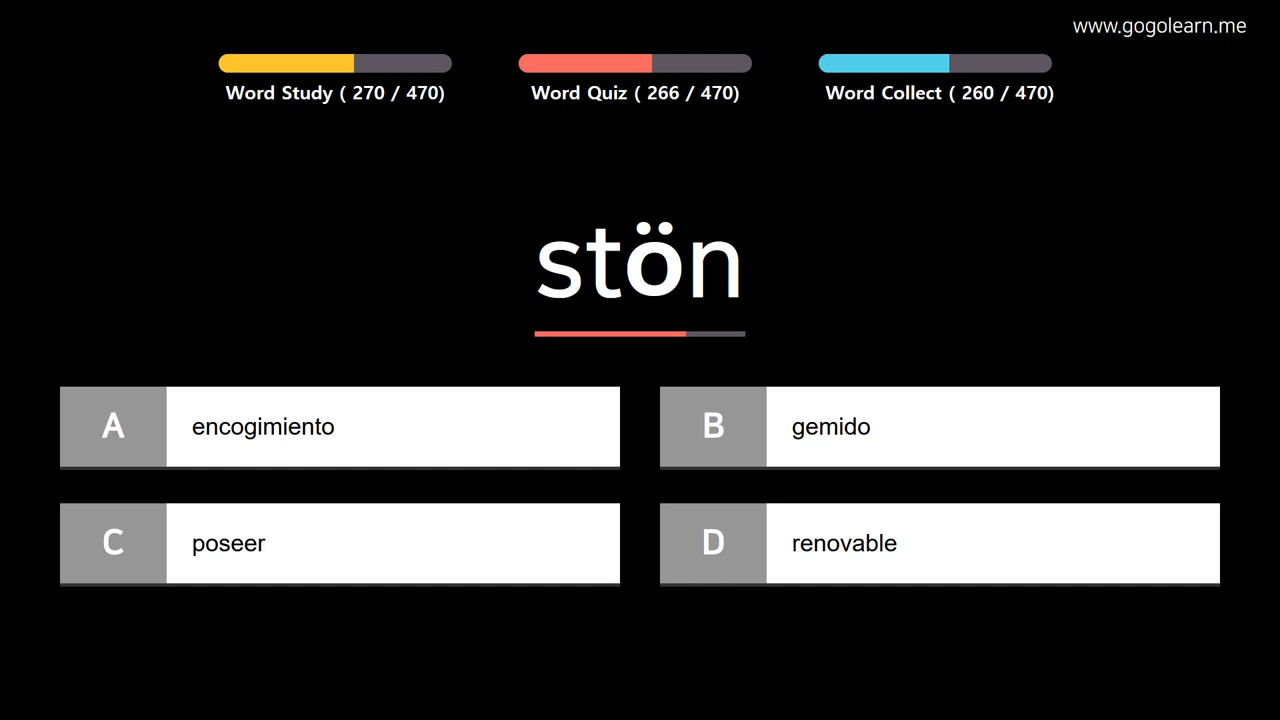 www.gogolearn.me
Word Study ( 270 / 470)
Word Quiz ( 266 / 470)
Word Collect ( 260 / 470)
stön
A encogimiento
B gemido
C poseer
D renovable